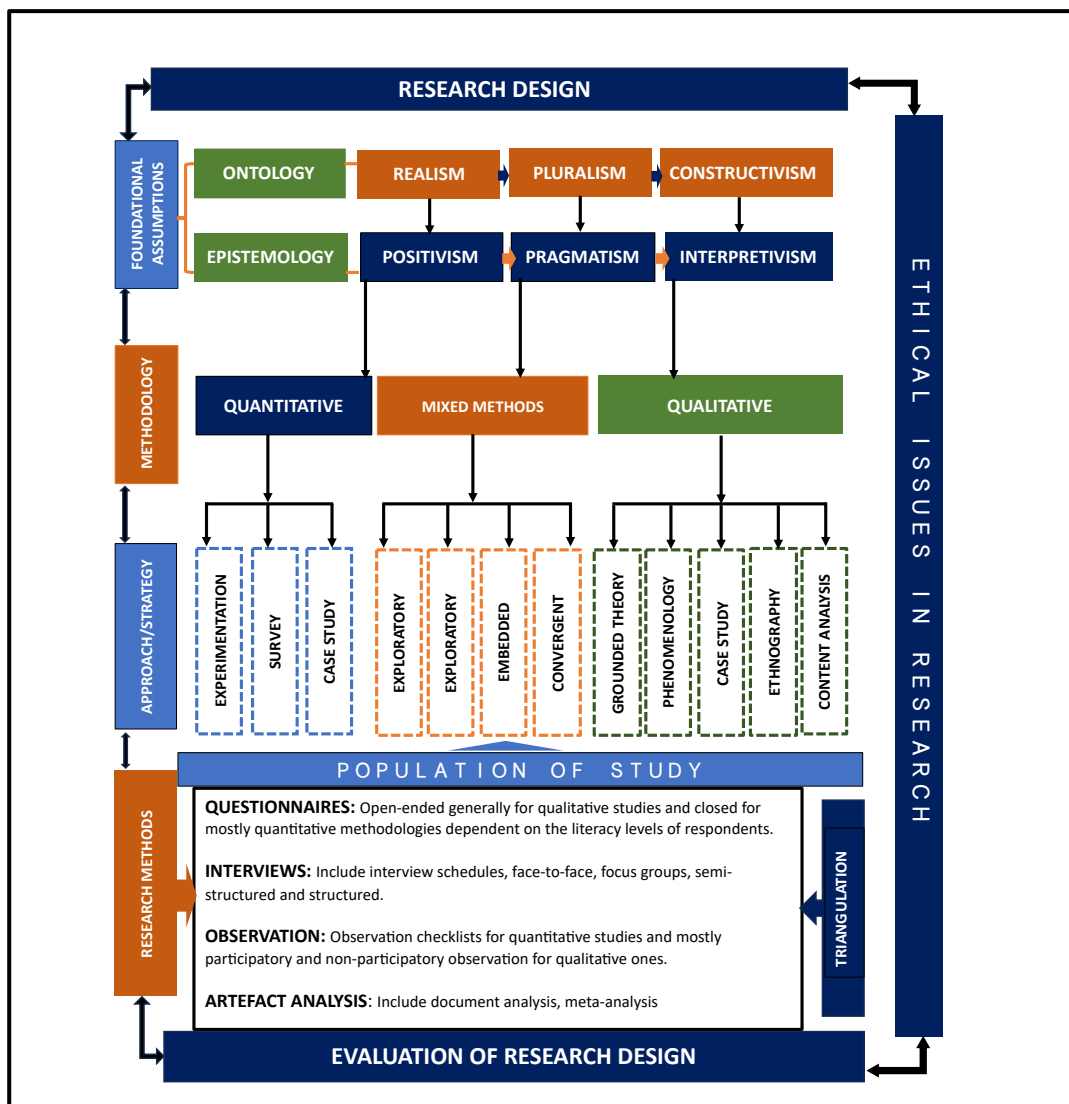 RESEARCH DESIGN
FOUNDATIONAL
ASSUMPTIONS
ONTOLOGY
REALISM
PLURALISM
CONSTRUCTIVISM
EPISTEMOLOGY
POSITIVISM
PRAGMATISM
INTERPRETIVISM
METHODOLOGY
QUANTITATIVE
MIXED METHODS
QUALITATIVE
APPROACH/STRATEGY
EXPERIMENTATION
SURVEY
CASE STUDY
EXPLORATORY
EXPLORATORY
EMBEDDED
CONVERGENT
GROUNDED THEORY
PHENOMENOLOGY
CASE STUDY
ETHNOGRAPHY
CONTENT ANALYSIS
POPULATION OF STUDY
RESEARCH METHODS
QUESTIONNAIRES: Open-ended generally for qualitative studies and closed for
mostly quantitative methodologies dependent on the literacy levels of respondents.
INTERVIEWS: Include interview schedules, face-to-face, focus groups, semi-
structured and structured.
OBSERVATION: Observation checklists for quantitative studies and mostly
participatory and non-participatory observation for qualitative ones.
ARTEFACT ANALYSIS: Include document analysis, meta-analysis
TRIANGULATION
EVALUATION OF RESEARCH DESIGN
ETHICAL ISSUES IN RESEARCH